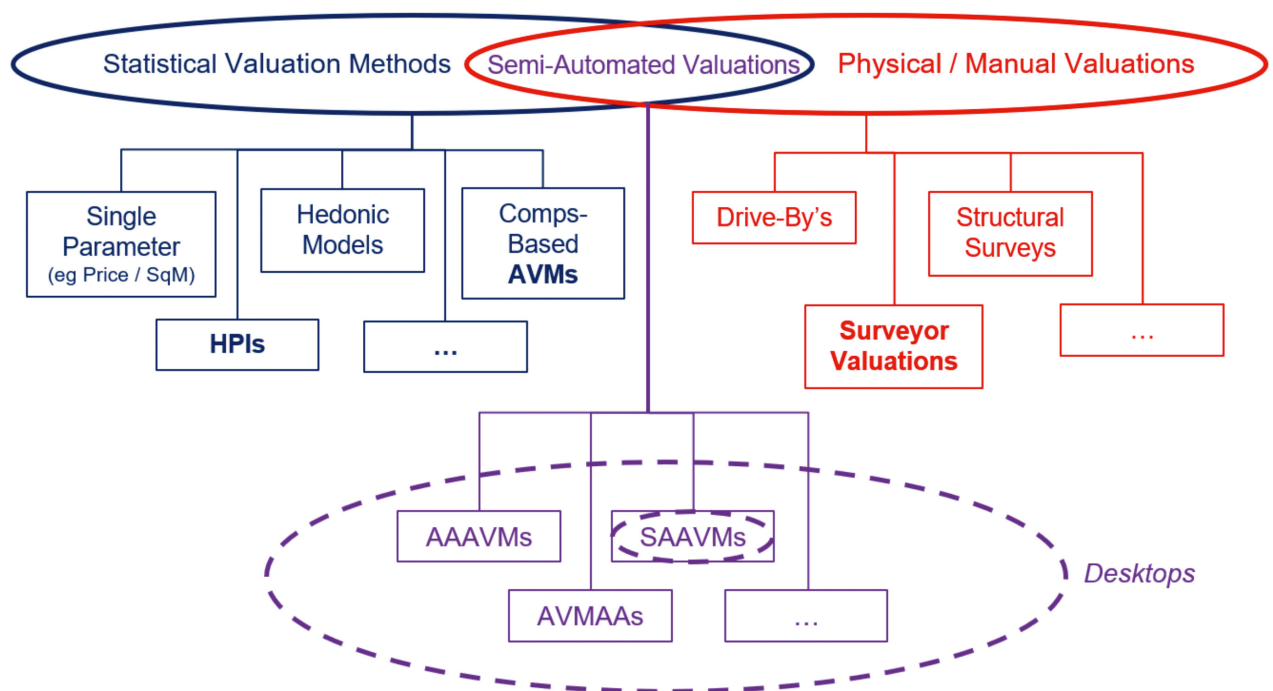 Statistical Valuation Methods
Semi-Automated Valuations
Physical / Manual Valuations
Single
Parameter
(eg Price / SqM)
HPIs
Hedonic
Models
...
Comps-
Based
AVMs
Drive-By’s
Surveyor
Valuations
Structural
Surveys
...
AAAVMs
AVMAAs
SAAVMs
...
Desktops